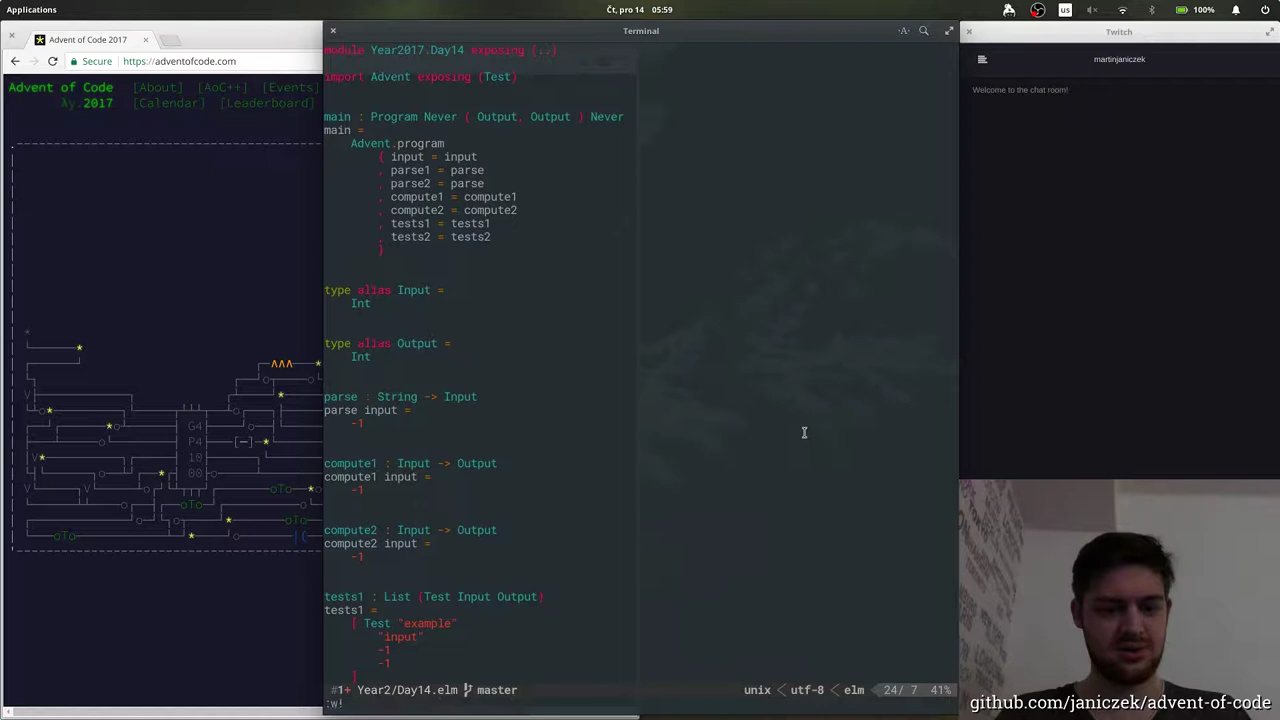 Applications
Čt, pro 14 05:59
us
100%
Advent of Code 2017
Terminal
Twitch
Secure https://adventofcode.com
martinjaniczek
Welcome to the chat room!
Advent of Code [About] [AoC++] [Events]
2017 [Calendar] [Leaderboard]
module Year2017.Day14 exposing (..)
import Advent exposing (Test)
main : Program Never ( Output, Output ) Never
main =
Advent.program
{ input = input
, parse1 = parse
, parse2 = parse
, compute1 = compute1
, compute2 = compute2
, tests1 = tests1
, tests2 = tests2
}
type alias Input =
Int
type alias Output =
Int
parse : String -> Input
parse input =
-1
compute1 : Input -> Output
compute1 input =
-1
compute2 : Input -> Output
compute2 input =
-1
tests1 : List (Test Input Output)
tests1 =
[ Test "example"
"input"
-1
-1
]
#1+ Year2/Day14.elm master
unix < utf-8 < elm 24/ 7 41%
:w!
github.com/janiczek/advent-of-code